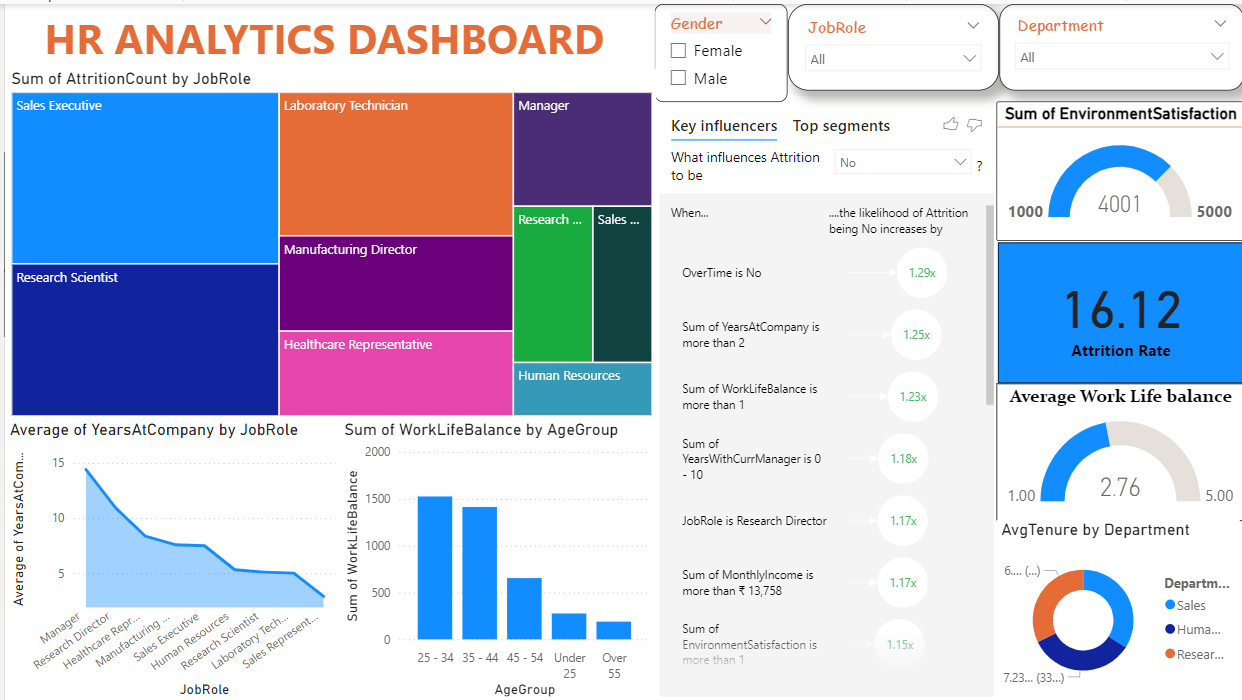 HR ANALYTICS DASHBOARD
Gender
Female
Male
JobRole
All
Department
All
Sum of AttritionCount by JobRole
Sales Executive
Laboratory Technician
Manager
Research ...
Sales ...
Manufacturing Director
Research Scientist
Healthcare Representative
Human Resources
Key influencers
Top segments
What influences Attrition
to be
No
?
When...
....the likelihood of Attrition
being No increases by
OverTime is No
1.29x
Sum of YearsAtCompany is
more than 2
1.25x
Sum of WorkLifeBalance is
more than 1
1.23x
Sum of
YearsWithCurrManager is 0
- 10
1.18x
JobRole is Research Director
1.17x
Sum of MonthlyIncome is
more than ₹ 13,758
1.17x
Sum of
EnvironmentSatisfaction is
more than 1
1.15x
Sum of EnvironmentSatisfaction
1000
4001
5000
16.12
Attrition Rate
Average Work Life balance
1.00
2.76
5.00
Average of YearsAtCompany by JobRole
Average of YearsAtCom...
15
10
5
Manager
Research Director
Healthcare Repr...
Manufacturing ...
Sales Executive
Human Resources
Research Scientist
Laboratory Tech...
Sales Represent...
JobRole
Sum of WorkLifeBalance by AgeGroup
Sum of WorkLifeBalance
2000
1500
1000
500
0
25 - 34
35 - 44
45 - 54
Under
25
Over
55
AgeGroup
AvgTenure by Department
6.... (...)
7.23... (33...)
Departm...
Sales
Huma...
Resear...